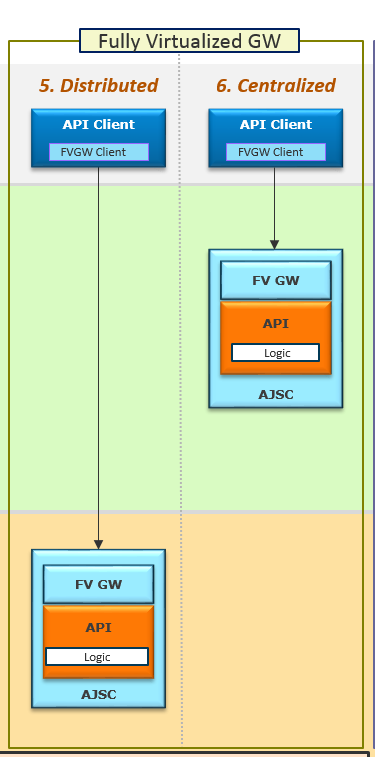 Fully Virtualized GW
5. Distributed
6. Centralized
API Client
FVGW Client
API Client
FVGW Client
FV GW
API
Logic
AJSC
FV GW
API
Logic
AJSC